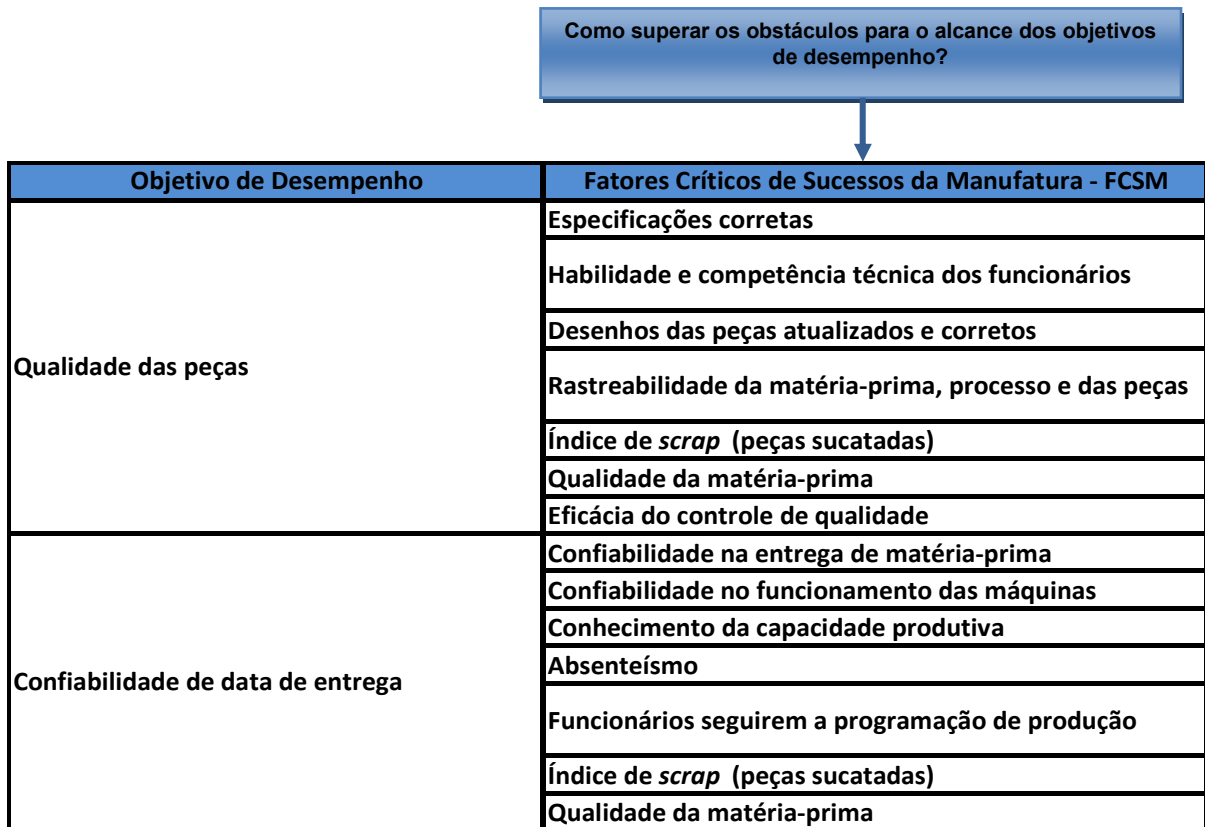 Como superar os obstáculos para o alcance dos objetivos
de desempenho?
Objetivo de Desempenho
Fatores Críticos de Sucessos da Manufatura - FCSM
Qualidade das peças
Especificações corretas
Habilidade e competência técnica dos funcionários
Desenhos das peças atualizados e corretos
Rastreabilidade da matéria-prima, processo e das peças
Índice de scrap (peças sucatadas)
Qualidade da matéria-prima
Eficácia do controle de qualidade
Confiabilidade de data de entrega
Confiabilidade na entrega de matéria-prima
Confiabilidade no funcionamento das máquinas
Conhecimento da capacidade produtiva
Absenteísmo
Funcionários seguirem a programação de produção
Índice de scrap (peças sucatadas)
Qualidade da matéria-prima